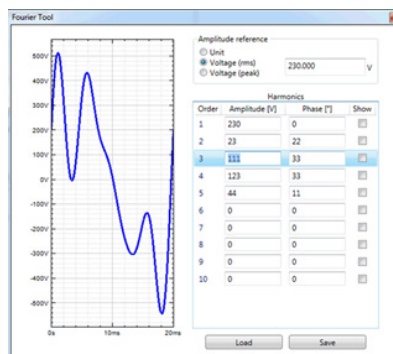 Fourier Tool
Amplitude reference
Unit
Voltage (rms)
Voltage (peak)
230.000 V
Harmonics
Order Amplitude [V] Phase [°] Show
1 230 0
2 23 22
3 111 33
4 123 33
5 44 11
6 0 0
7 0 0
8 0 0
9 0 0
10 0 0
Load Save
500V
400V
300V
200V
100V
0V
-100V
-200V
-300V
-400V
-500V
0s 10ms 20ms